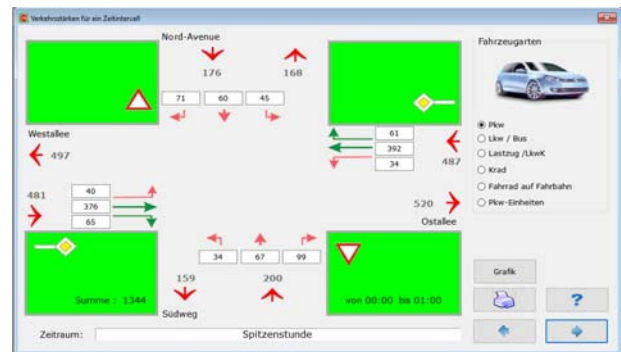 Verkehrsstärken für ein Zeitintervall
Nord-Avenue
176
168
71
60
45
Westallee
497
61
392
34
487
481
40
376
65
520
Ostallee
34
67
99
159
200
Südweg
Summe : 1344
von 00:00 bis 01:00
Zeitraum:
Spitzenstunde
Fahrzeugarten
Pkw
Lkw / Bus
Lastzug /LkwK
Krad
Fahrrad auf Fahrbahn
Pkw-Einheiten
Grafik
?